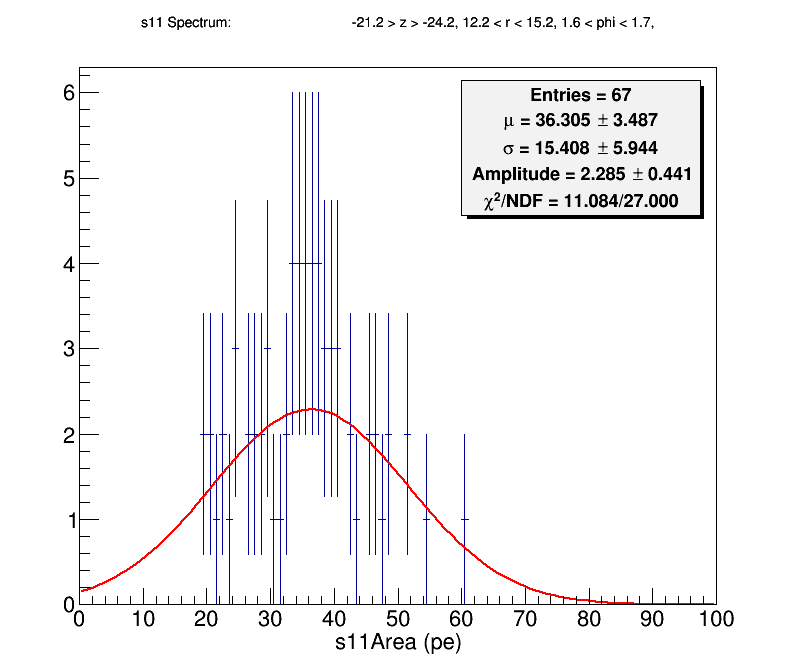 s11 Spectrum: -21.2 > z > -24.2, 12.2 < r < 15.2, 1.6 < phi < 1.7,
Entries = 67
μ = 36.305 ± 3.487
σ = 15.408 ± 5.944
Amplitude = 2.285 ± 0.441
χ²/NDF = 11.084/27.000
6
5
4
3
2
1
0
0 10 20 30 40 50 60 70 80 90 100
s11Area (pe)